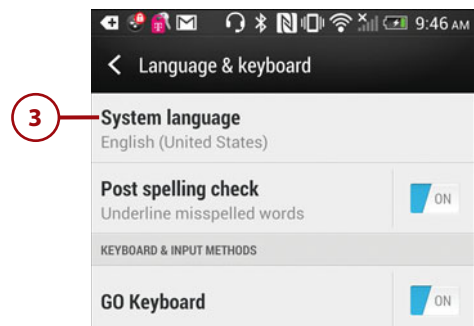 9:46 AM
Language & keyboard
3
System language
English (United States)
Post spelling check
Underline misspelled words
ON
KEYBOARD & INPUT METHODS
GO Keyboard
ON